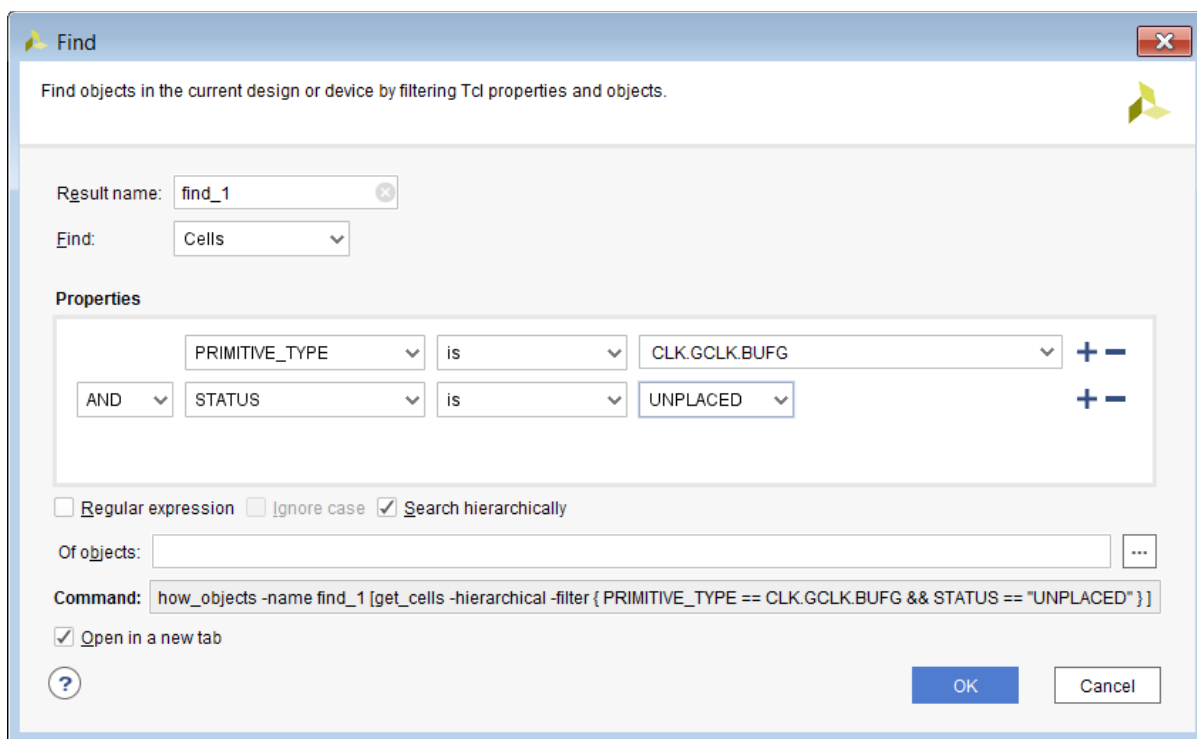 Find
Find objects in the current design or device by filtering Tcl properties and objects.
Result name: find_1
Find: Cells
Properties
PRIMITIVE_TYPE is CLK.GCLK.BUFG
AND STATUS is UNPLACED
Regular expression Ignore case Search hierarchically
Of objects: ...
Command: how_objects -name find_1 [get_cells -hierarchical -filter { PRIMITIVE_TYPE == CLK.GCLK.BUFG && STATUS == "UNPLACED" } ]
Open in a new tab
? OK Cancel